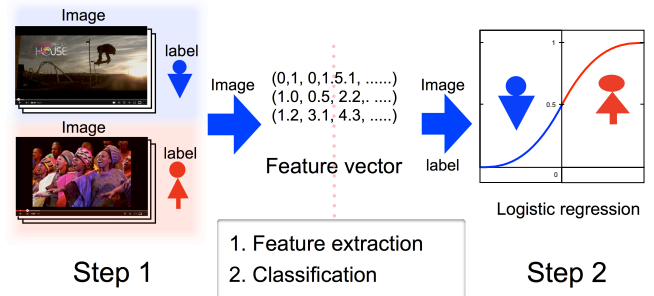 Image
HOUSE
label
Image
label
Image
(0,1, 0,1.5.1, ......)
(1.0, 0.5, 2.2,. ....)
(1.2, 3.1, 4.3, ......)
Feature vector
Image
label
1
0.5
0
Logistic regression
1. Feature extraction
2. Classification
Step 1
Step 2